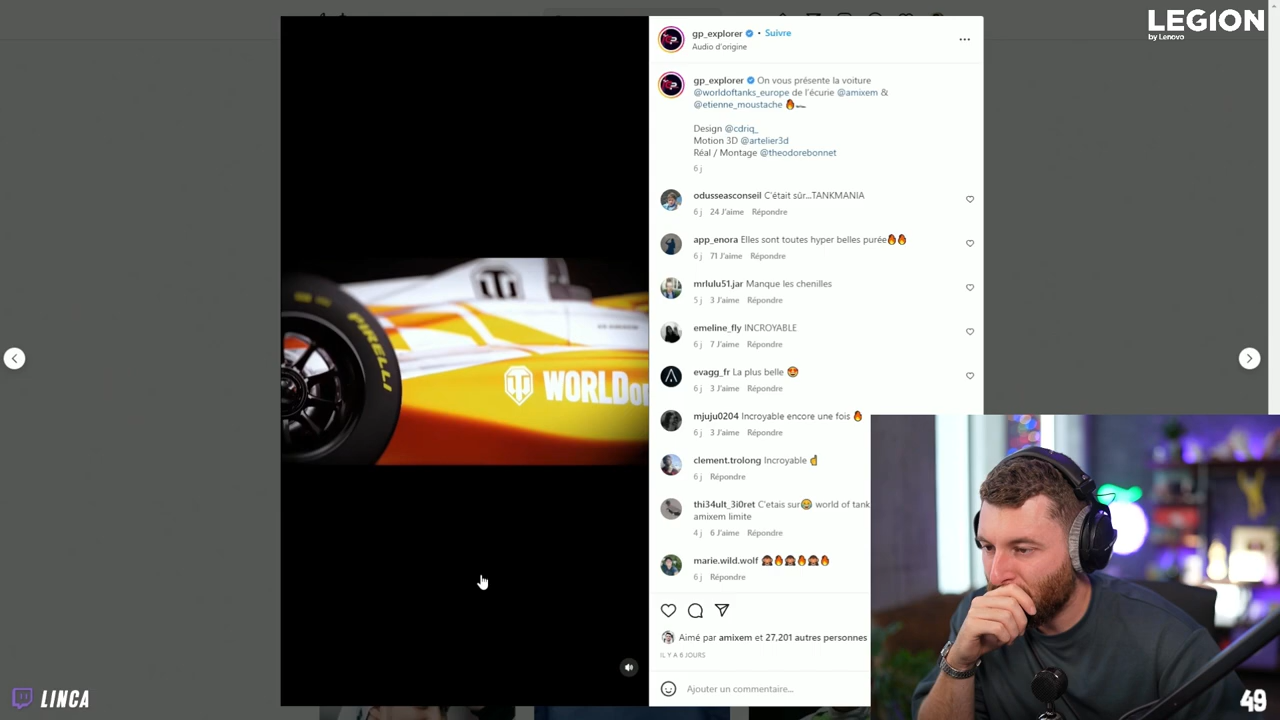 LEGION
by Lenovo
gp_explorer • Suivre
Audio d'origine
gp_explorer On vous présente la voiture
@worldoftanks_europe de l'écurie @amixem &
@etienne_moustache
Design @cdriq_
Motion 3D @artelier3d
Réal / Montage @theodorebonnet
6 j
odusseasconseil C'était sûr...TANKMANIA
6 j 24 J'aime Répondre
app_enora Elles sont toutes hyper belles purée🔥🔥
6 j 71 J'aime Répondre
mrlulu51.jar Manque les chenilles
5 j 3 J'aime Répondre
emeline_fly INCROYABLE
6 j 7 J'aime Répondre
evagg_fr La plus belle 😍
6 j 3 J'aime Répondre
mjuju0204 Incroyable encore une fois 🔥
6 j 3 J'aime Répondre
clement.trolong Incroyable
6 j Répondre
thi34ult_3i0ret C'etais sur😢 world of tank
amixem limite
4 j 6 J'aime Répondre
marie.wild.wolf
6 j Répondre
Aimé par amixem et 27,201 autres personnes
IL Y A 6 JOURS
Ajouter un commentaire...
PIRELLI
WORLD
LINCA
49